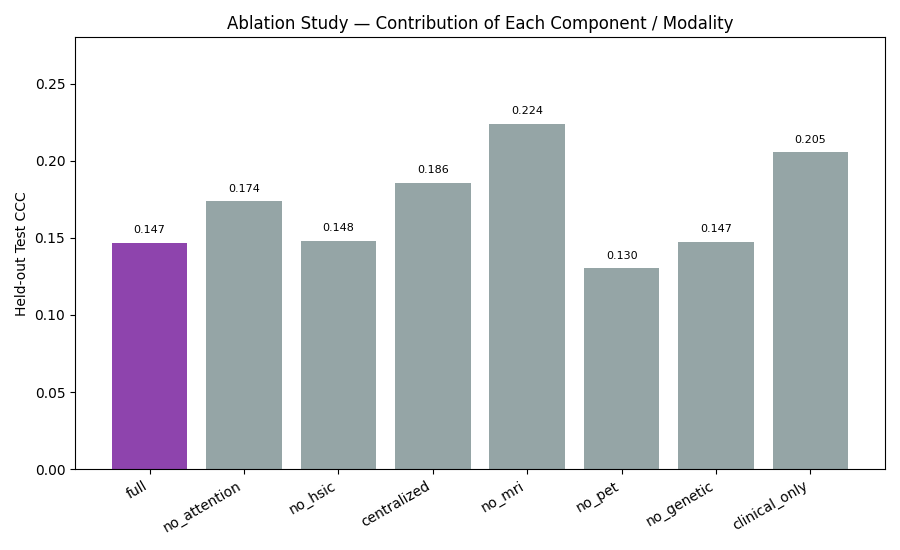 Ablation Study — Contribution of Each Component / Modality
Held-out Test CCC
0.25
0.20
0.15
0.10
0.05
0.00
0.147
0.174
0.148
0.186
0.224
0.130
0.147
0.205
full
no_attention
no_hsic
centralized
no_mri
no_pet
no_genetic
clinical_only